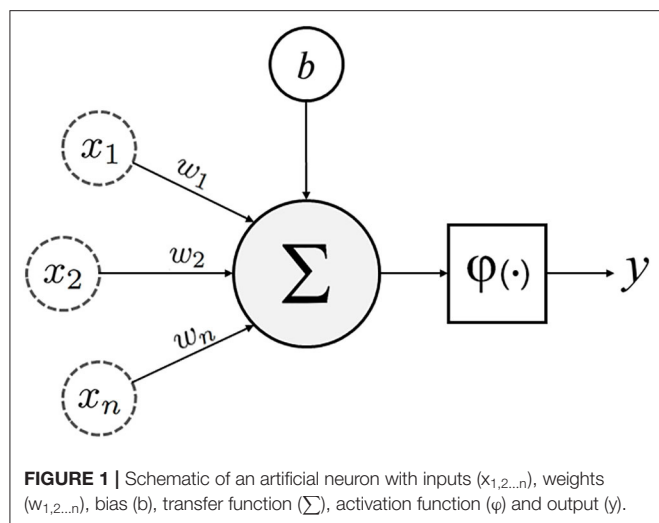 b
x₁
w₁
x₂
w₂
Σ
φ(·)
y
wₙ
xₙ
FIGURE 1 | Schematic of an artificial neuron with inputs (x₁,₂...ₙ), weights
(w₁,₂...ₙ), bias (b), transfer function (∑), activation function (φ) and output (y).